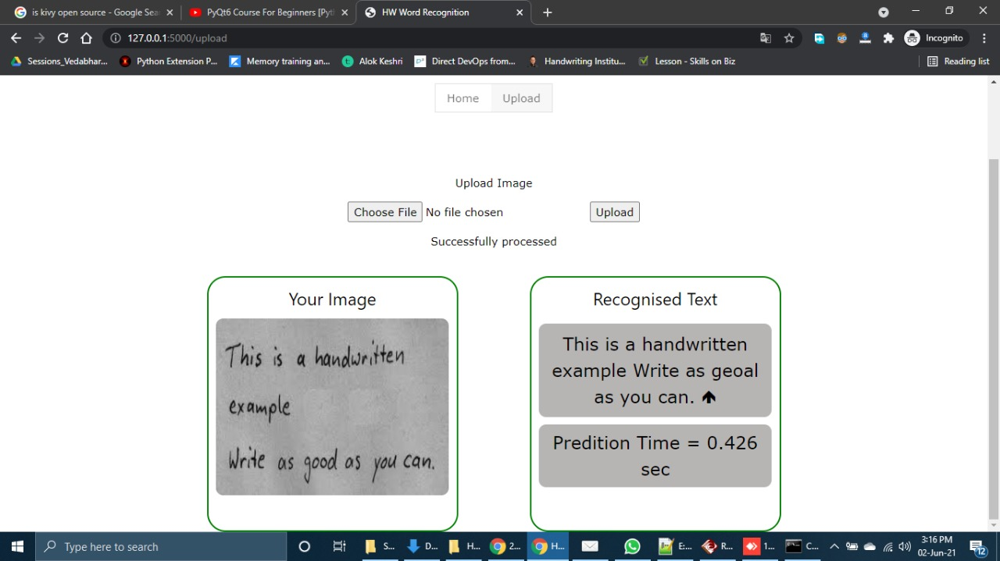 is kivy open source - Google Sea
PyQt6 Course For Beginners [Pyt
HW Word Recognition
127.0.0.1:5000/upload
Incognito
Sessions_Vedabhar...
Python Extension P...
Memory training an...
Alok Keshri
Direct DevOps from...
Handwriting Institu...
Lesson - Skills on Biz
Reading list
Home
Upload
Upload Image
Choose File No file chosen
Upload
Successfully processed
Your Image
This is a handwritten
example
Write as good as you can.
Recognised Text
This is a handwritten
example Write as geoal
as you can.
Predition Time = 0.426
sec
Type here to search
S...
D...
H...
2...
H...
E...
R...
1...
C...
3:16 PM
02-Jun-21
12